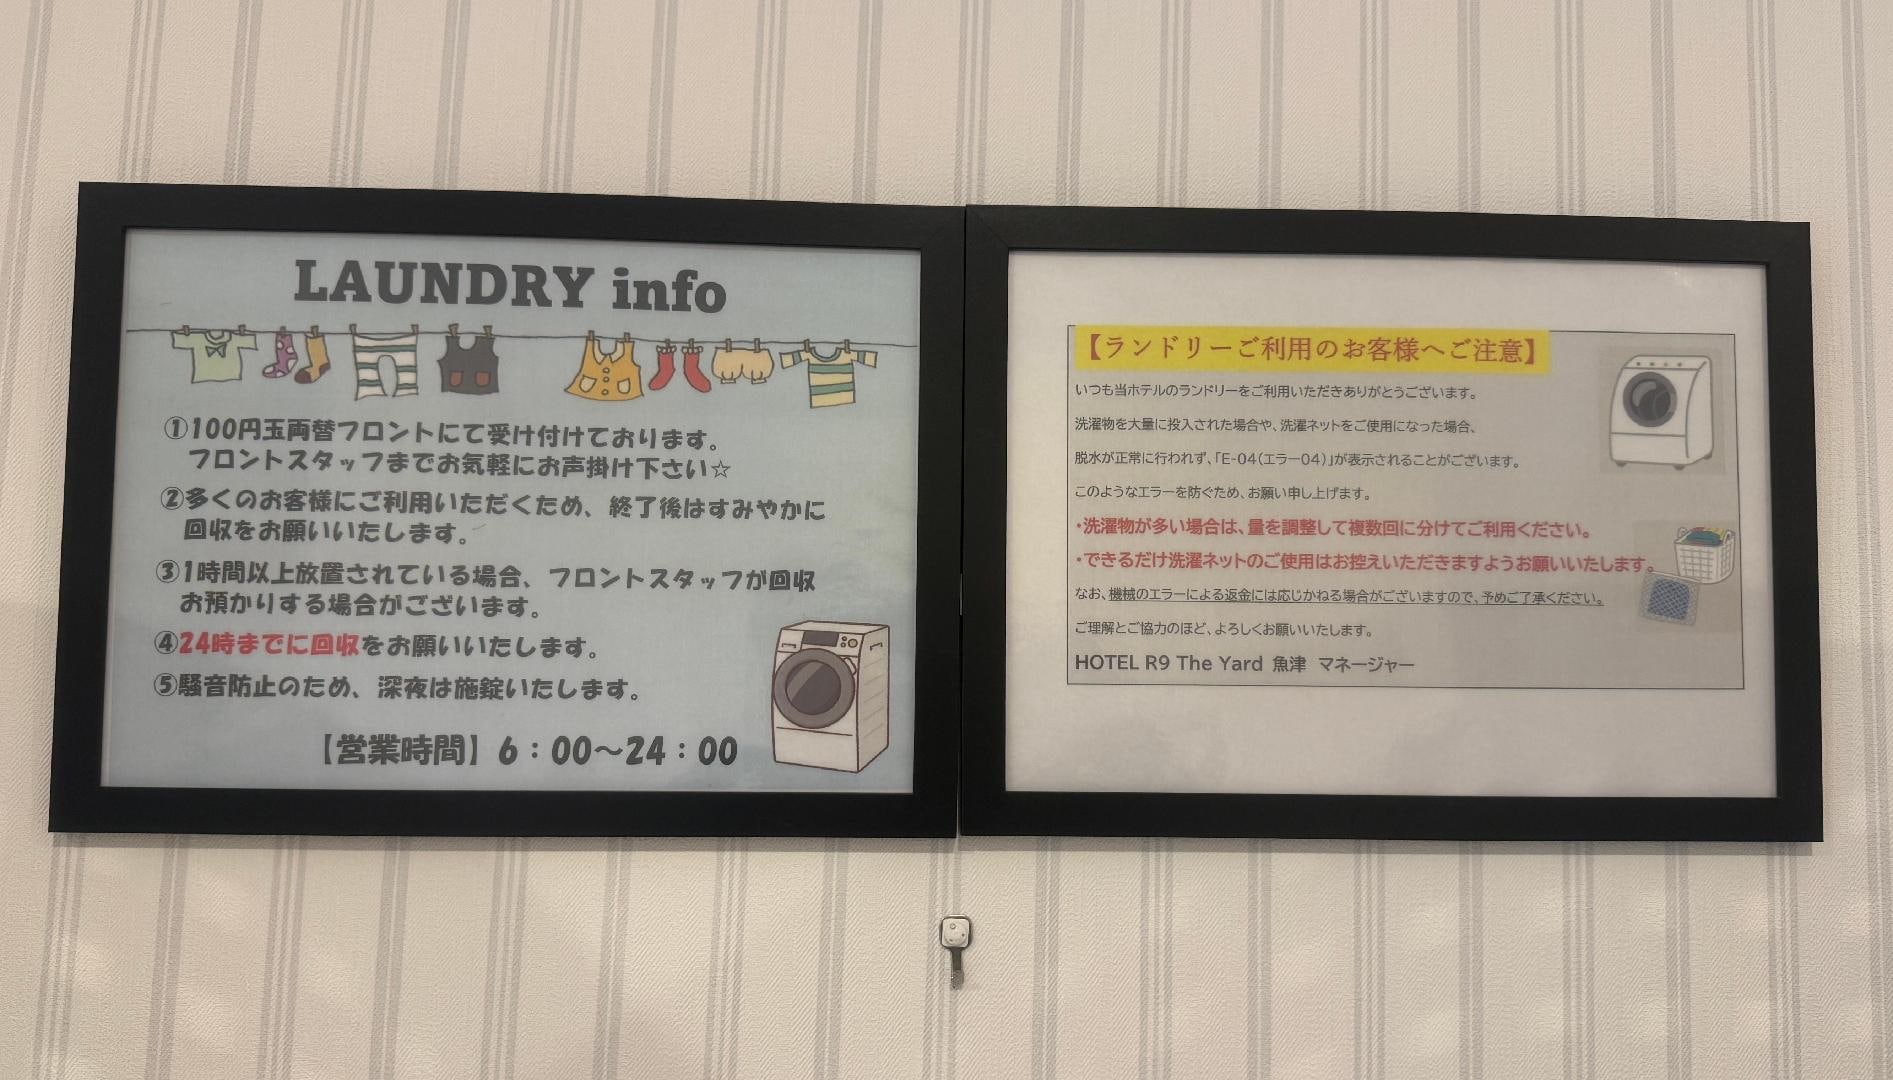 LAUNDRY info
①100円玉両替フロントにて受け付けております。
フロントスタッフまでお気軽にお声掛け下さい☆
②多くのお客様にご利用いただくため、終了後はすみやかに
回収をお願いいたします。
③1時間以上放置されている場合、フロントスタッフが回収
お預かりする場合がございます。
④24時までに回収をお願いいたします。
⑤騒音防止のため、深夜は施錠いたします。
【営業時間】6：00～24：00
【ランドリーご利用のお客様へご注意】
いつも当ホテルのランドリーをご利用いただきありがとうございます。
洗濯物を大量に投入された場合や、洗濯ネットをご使用になった場合、
脱水が正常に行われず、「E-04（エラー04）」が表示されることがございます。
このようなエラーを防ぐため、お願い申し上げます。
・洗濯物が多い場合は、量を調整して複数回に分けてご利用ください。
・できるだけ洗濯ネットのご使用はお控えいただきますようお願いいたします。
なお、機械のエラーによる返金には応じかねる場合がございますので、予めご了承ください。
ご理解とご協力のほど、よろしくお願いいたします。
HOTEL R9 The Yard 魚津 マネージャー